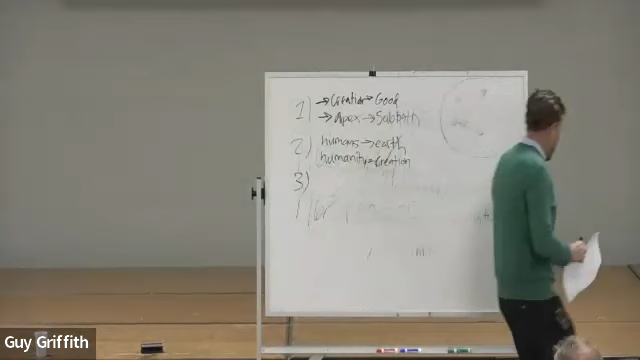 1) → Creation → Good
→ Apex → Sabbath
2) humans → earth
humanity → Creation
3)
Guy Griffith